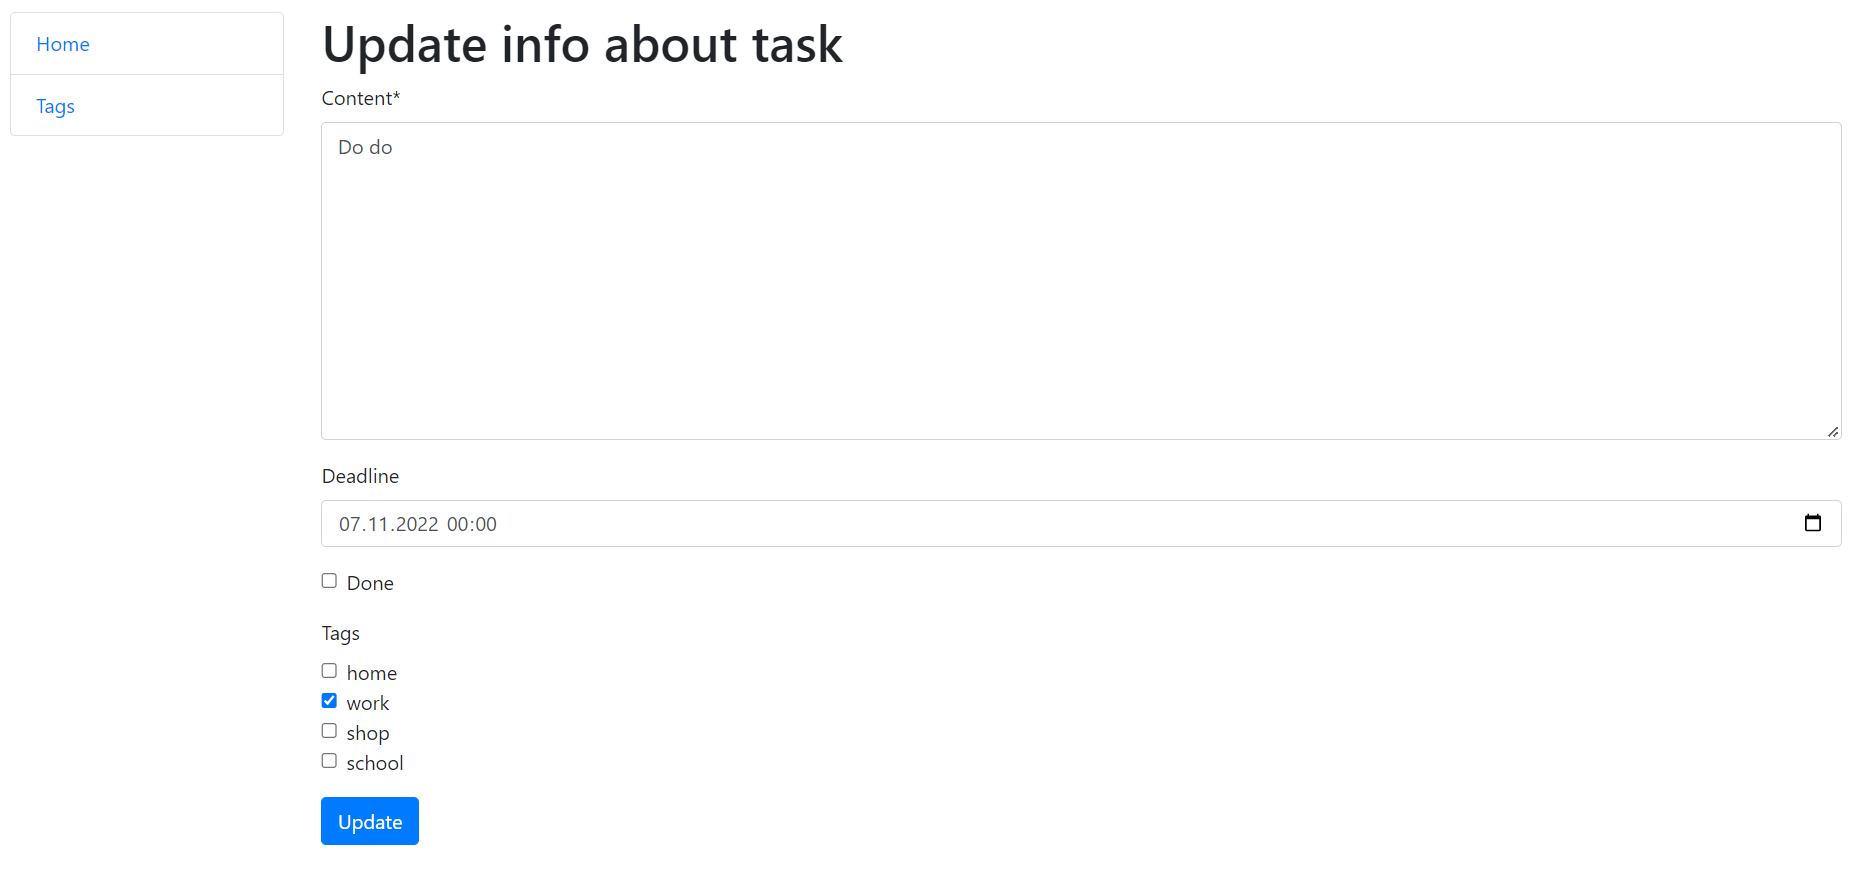 Home
Tags
Update info about task
Content*
Do do
Deadline
07.11.2022 00:00
Done
Tags
home
work
shop
school
Update